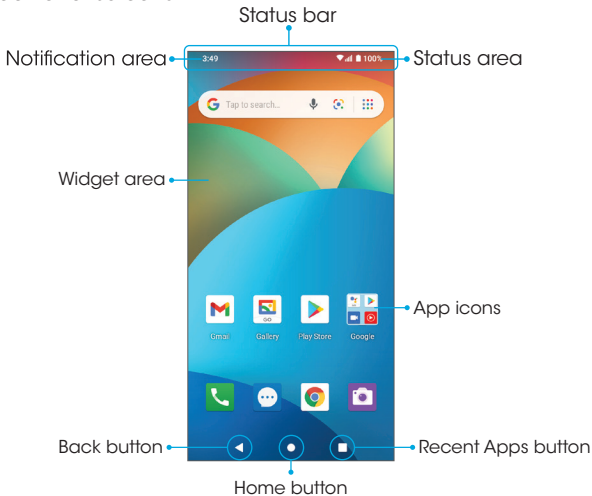 Status bar
Notification area
3:49
100%
Status area
G Tap to search...
Widget area
GO
Gmail Gallery Play Store Google
App icons
Back button
Recent Apps button
Home button